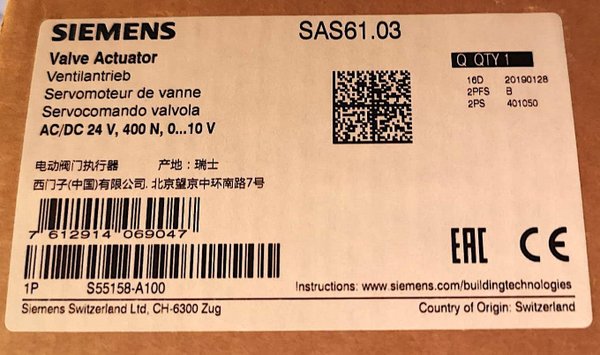 SIEMENS SAS61.03
Valve Actuator
Ventilantrieb
Servomoteur de vanne
Servocomando valvola
AC/DC 24 V, 400 N, 0...10 V
Q QTY 1
16D 20190128
2PFS B
2PS 401050
电动阀门执行器 产地: 瑞士
西门子(中国)有限公司. 北京望京中环南路7号
7 612914 069047
EAC CE
1P S55158-A100
Instructions: www.siemens.com/buildingtechnologies
Siemens Switzerland Ltd, CH-6300 Zug
Country of Origin: Switzerland